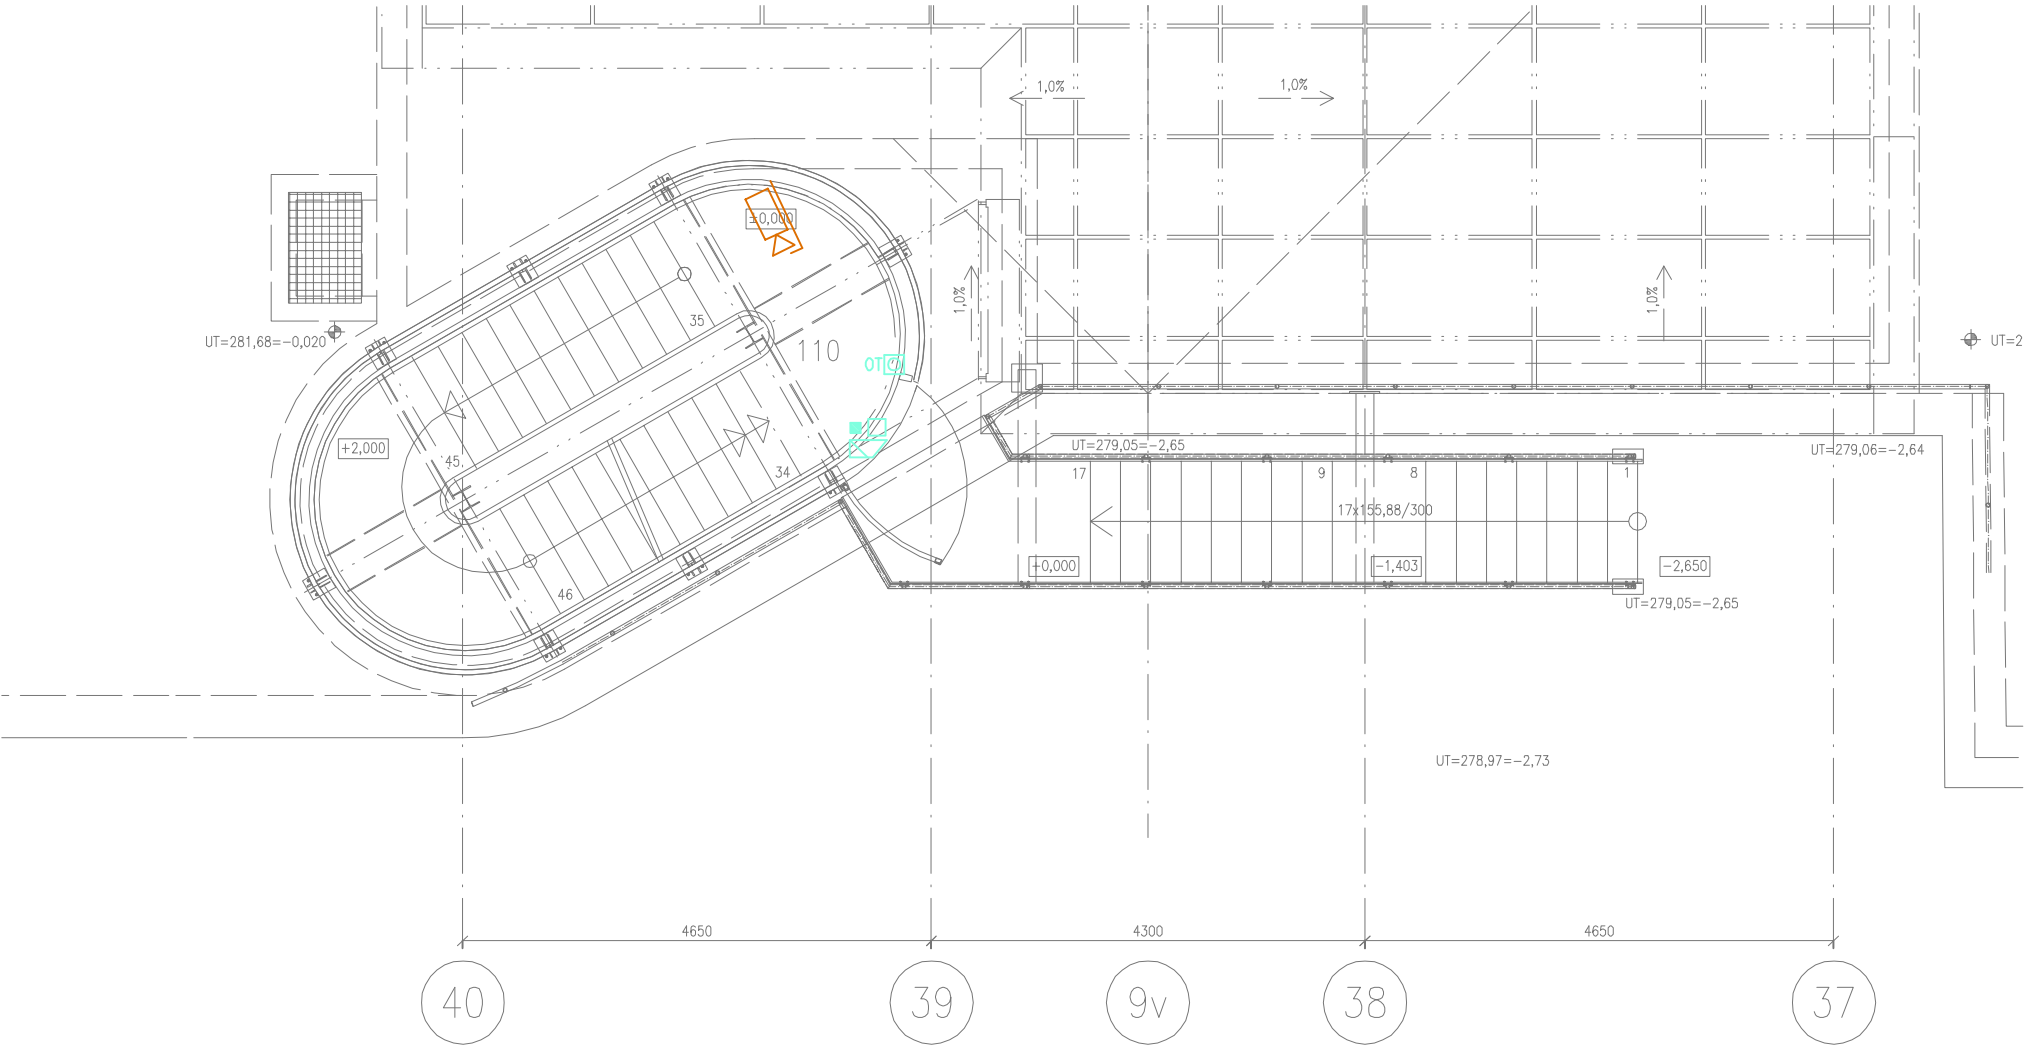 1,0%
1,0%
±0,000
1,0%
1,0%
35
UT=281,68=−0,020
110
OT
UT=2
+2,000
45
34
UT=279,05=−2,65
UT=279,06=−2,64
17
9
8
1
17x155,88/300
+0,000
−1,403
−2,650
46
UT=279,05=−2,65
UT=278,97=−2,73
4650
4300
4650
40
39
9v
38
37